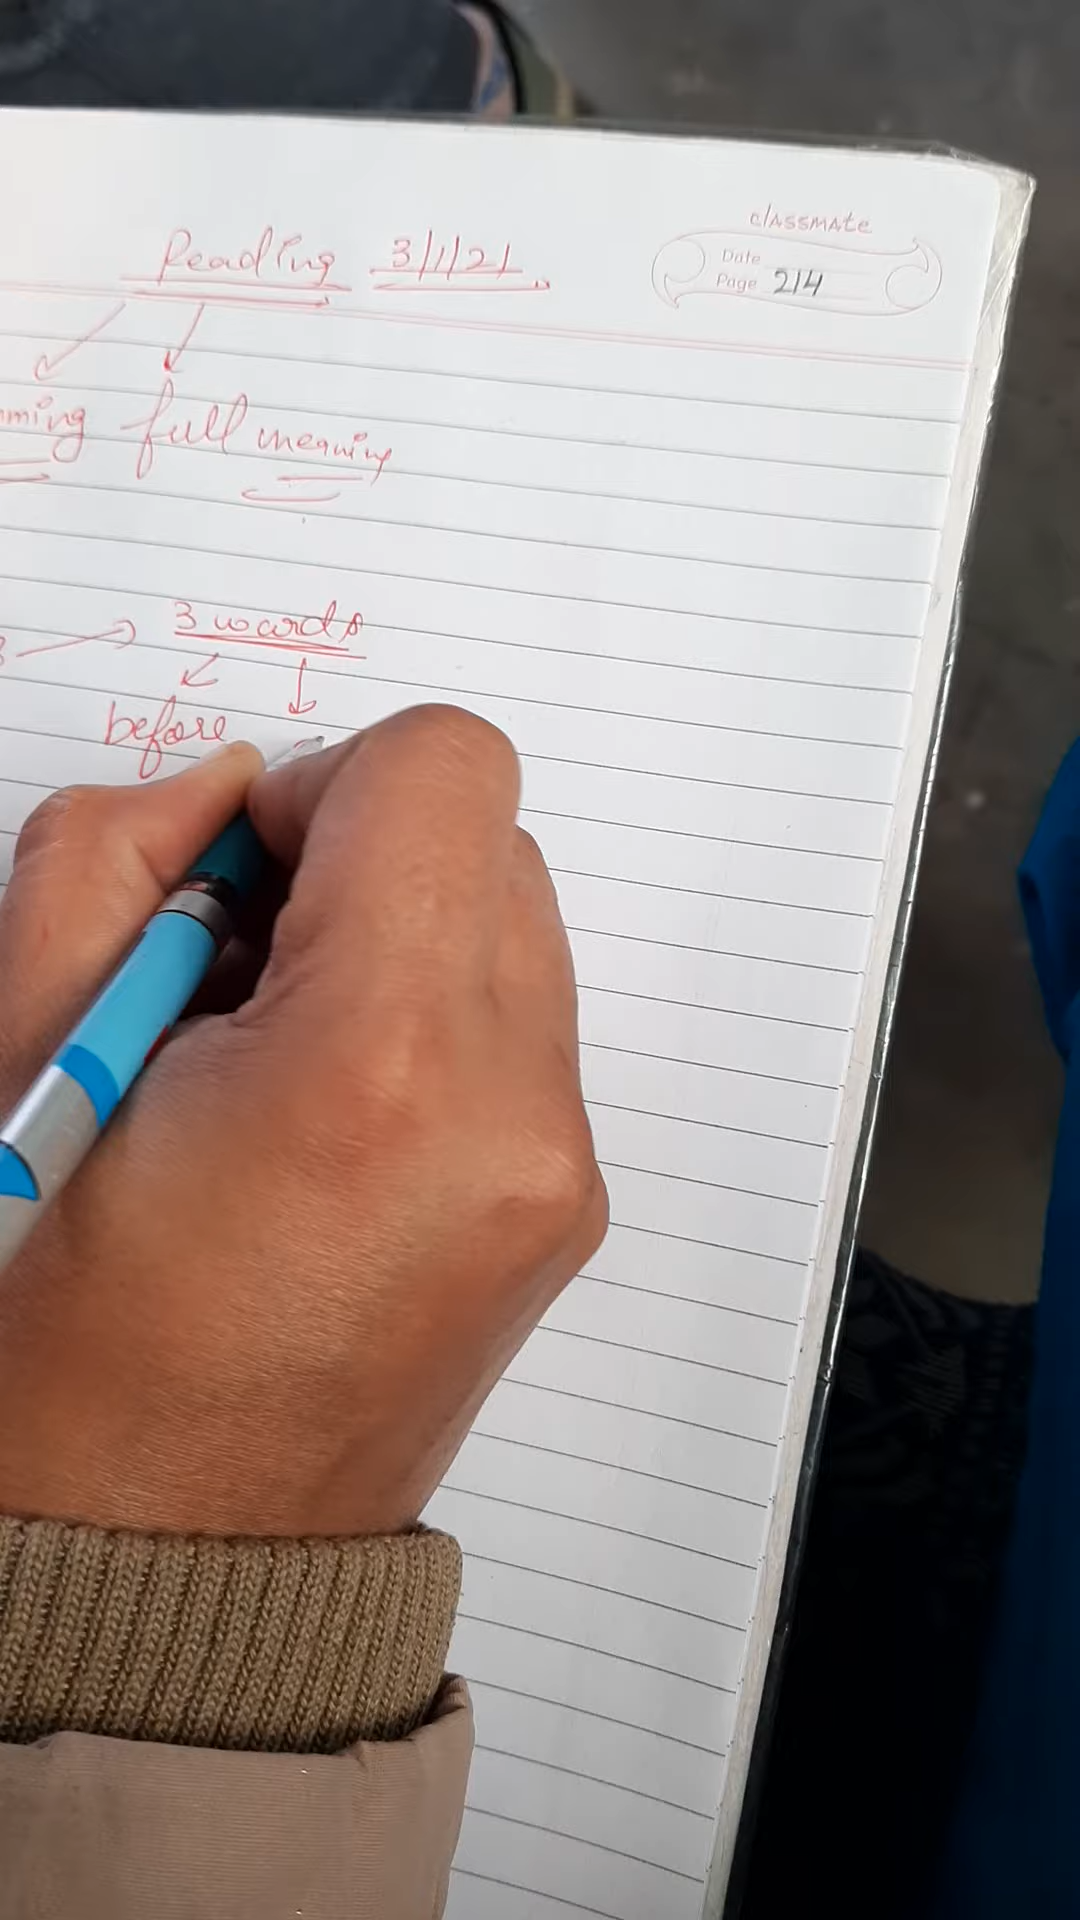 classmate
Reading 3/1/21
Date
Page 214
full meaning
3 words
before